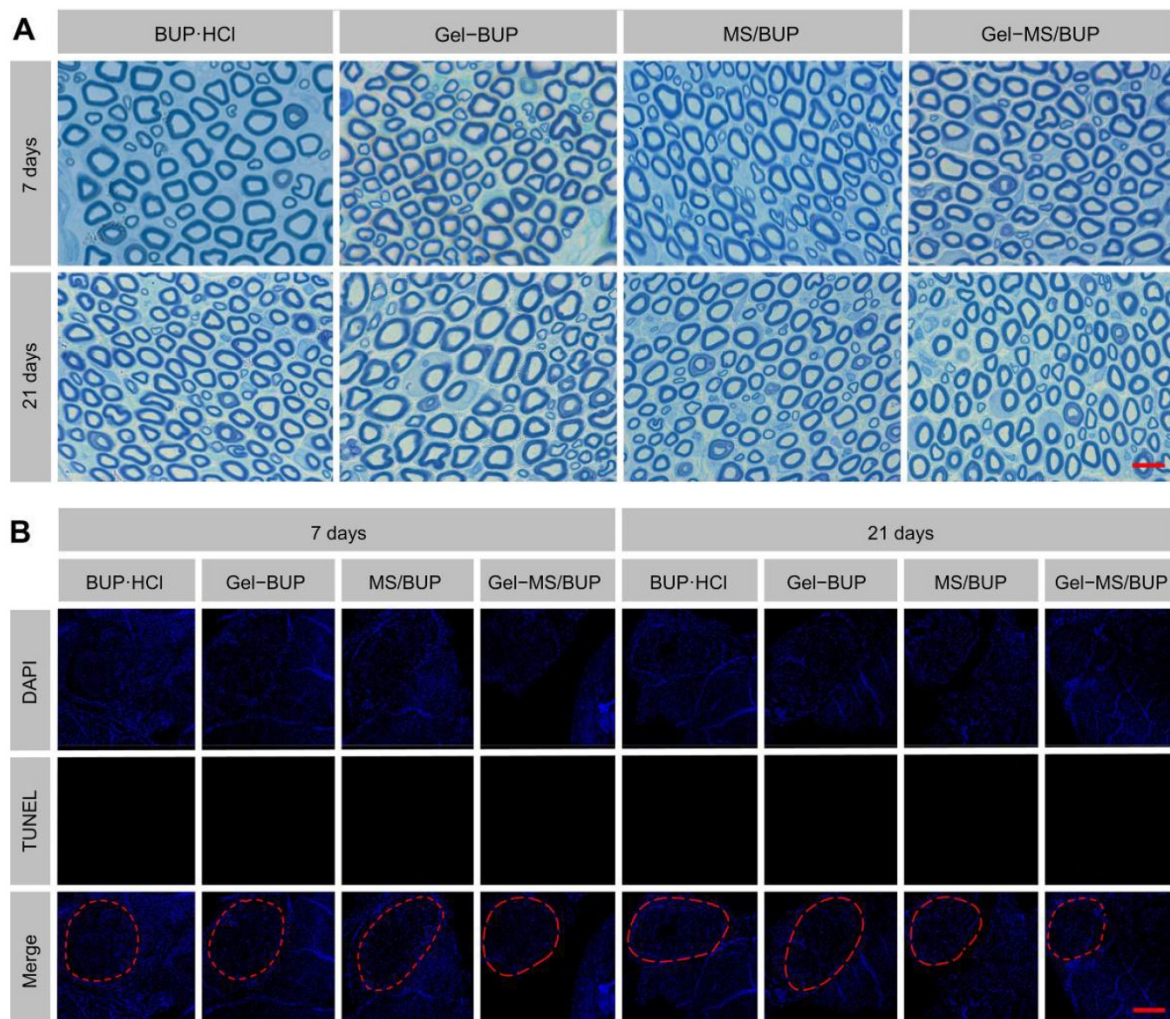 A
BUP·HCl Gel–BUP MS/BUP Gel–MS/BUP
7 days
21 days
B
7 days 21 days
BUP·HCl Gel–BUP MS/BUP Gel–MS/BUP BUP·HCl Gel–BUP MS/BUP Gel–MS/BUP
DAPI
TUNEL
Merge